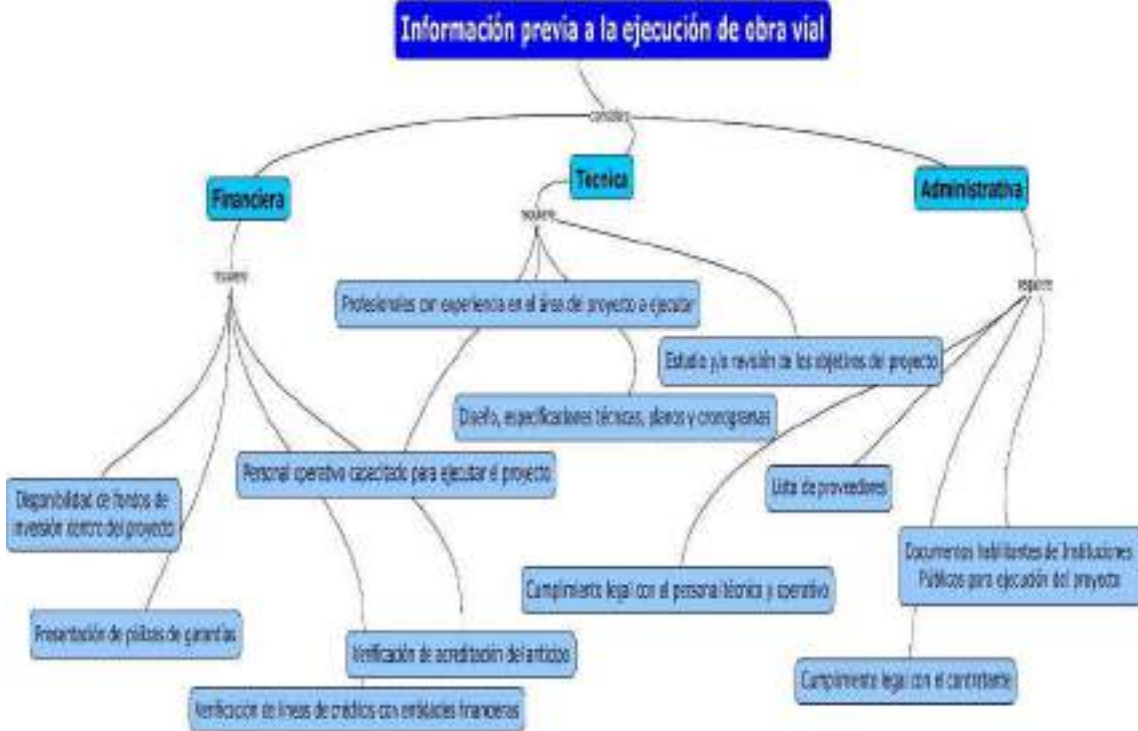 Información previa a la ejecución de obra vial
considera
Financiera
Tecnica
Administrativa
requiere
requiere
requiere
Profesionales con experiencia en el área del proyecto a ejecutar
Estudio y/o revisión de los objetivos del proyecto
Diseño, especificaciones técnicas, planos y cronogramas
Personal operativo capacitado para ejecutar el proyecto
Lista de proveedores
Disponibilidad de fondos de
inversión dentro del proyecto
Documentos habilitantes de Instituciones
Públicas para ejecución del proyecto
Cumplimiento legal con el personal técnico y operativo
Presentación de pólizas de garantías
Verificación de acreditación del anticipo
Cumplimiento legal con el contratante
Verificación de líneas de créditos con entidades financieras